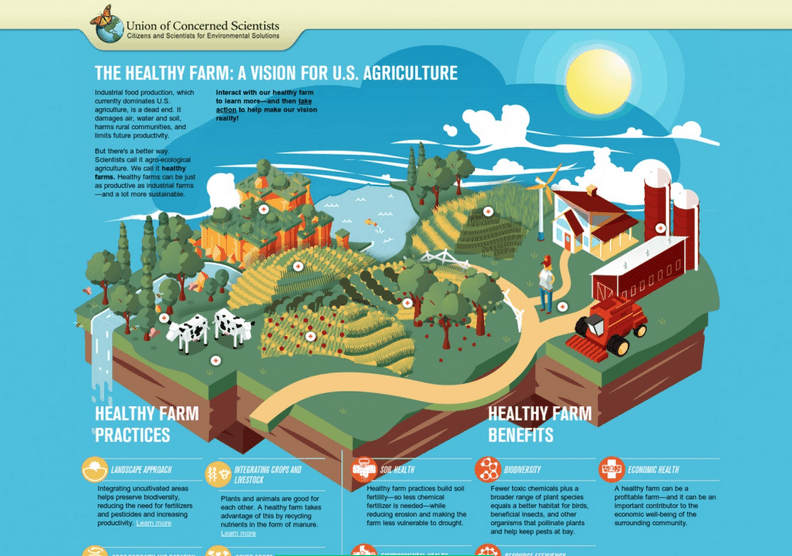 Union of Concerned Scientists
Citizens and Scientists for Environmental Solutions
THE HEALTHY FARM: A VISION FOR U.S. AGRICULTURE
Industrial food production, which
currently dominates U.S.
agriculture, is a dead end. It
damages air, water and soil,
harms rural communities, and
limits future productivity.
But there's a better way.
Scientists call it agro-ecological
agriculture. We call it healthy
farms. Healthy farms can be just
as productive as industrial farms
—and a lot more sustainable.
Interact with our healthy farm
to learn more—and then take
action to help make our vision
reality!
HEALTHY FARM
PRACTICES
LANDSCAPE APPROACH
Integrating uncultivated areas
helps preserve biodiversity,
reducing the need for fertilizers
and pesticides and increasing
productivity. Learn more
INTEGRATING CROPS AND
LIVESTOCK
Plants and animals are good for
each other. A healthy farm takes
advantage of this by recycling
nutrients in the form of manure.
Learn more
HEALTHY FARM
BENEFITS
SOIL HEALTH
Healthy farm practices build soil
fertility—so less chemical
fertilizer is needed—while
reducing erosion and making the
farm less vulnerable to drought.
BIODIVERSITY
Fewer toxic chemicals plus a
broader range of plant species
equals a better habitat for birds,
beneficial insects, and other
organisms that pollinate plants
and help keep pests at bay.
ECONOMIC HEALTH
A healthy farm can be a
profitable farm—and it can be an
important contributor to the
economic well-being of the
surrounding community.